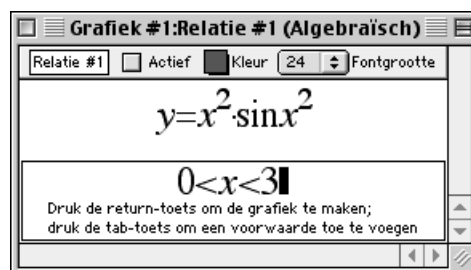 Grafiek #1:Relatie #1 (Algebraïsch)
Relatie #1 Actief Kleur 24 Fontgrootte
y=x²·sinx²
0<x<3
Druk de return-toets om de grafiek te maken;
druk de tab-toets om een voorwaarde toe te voegen